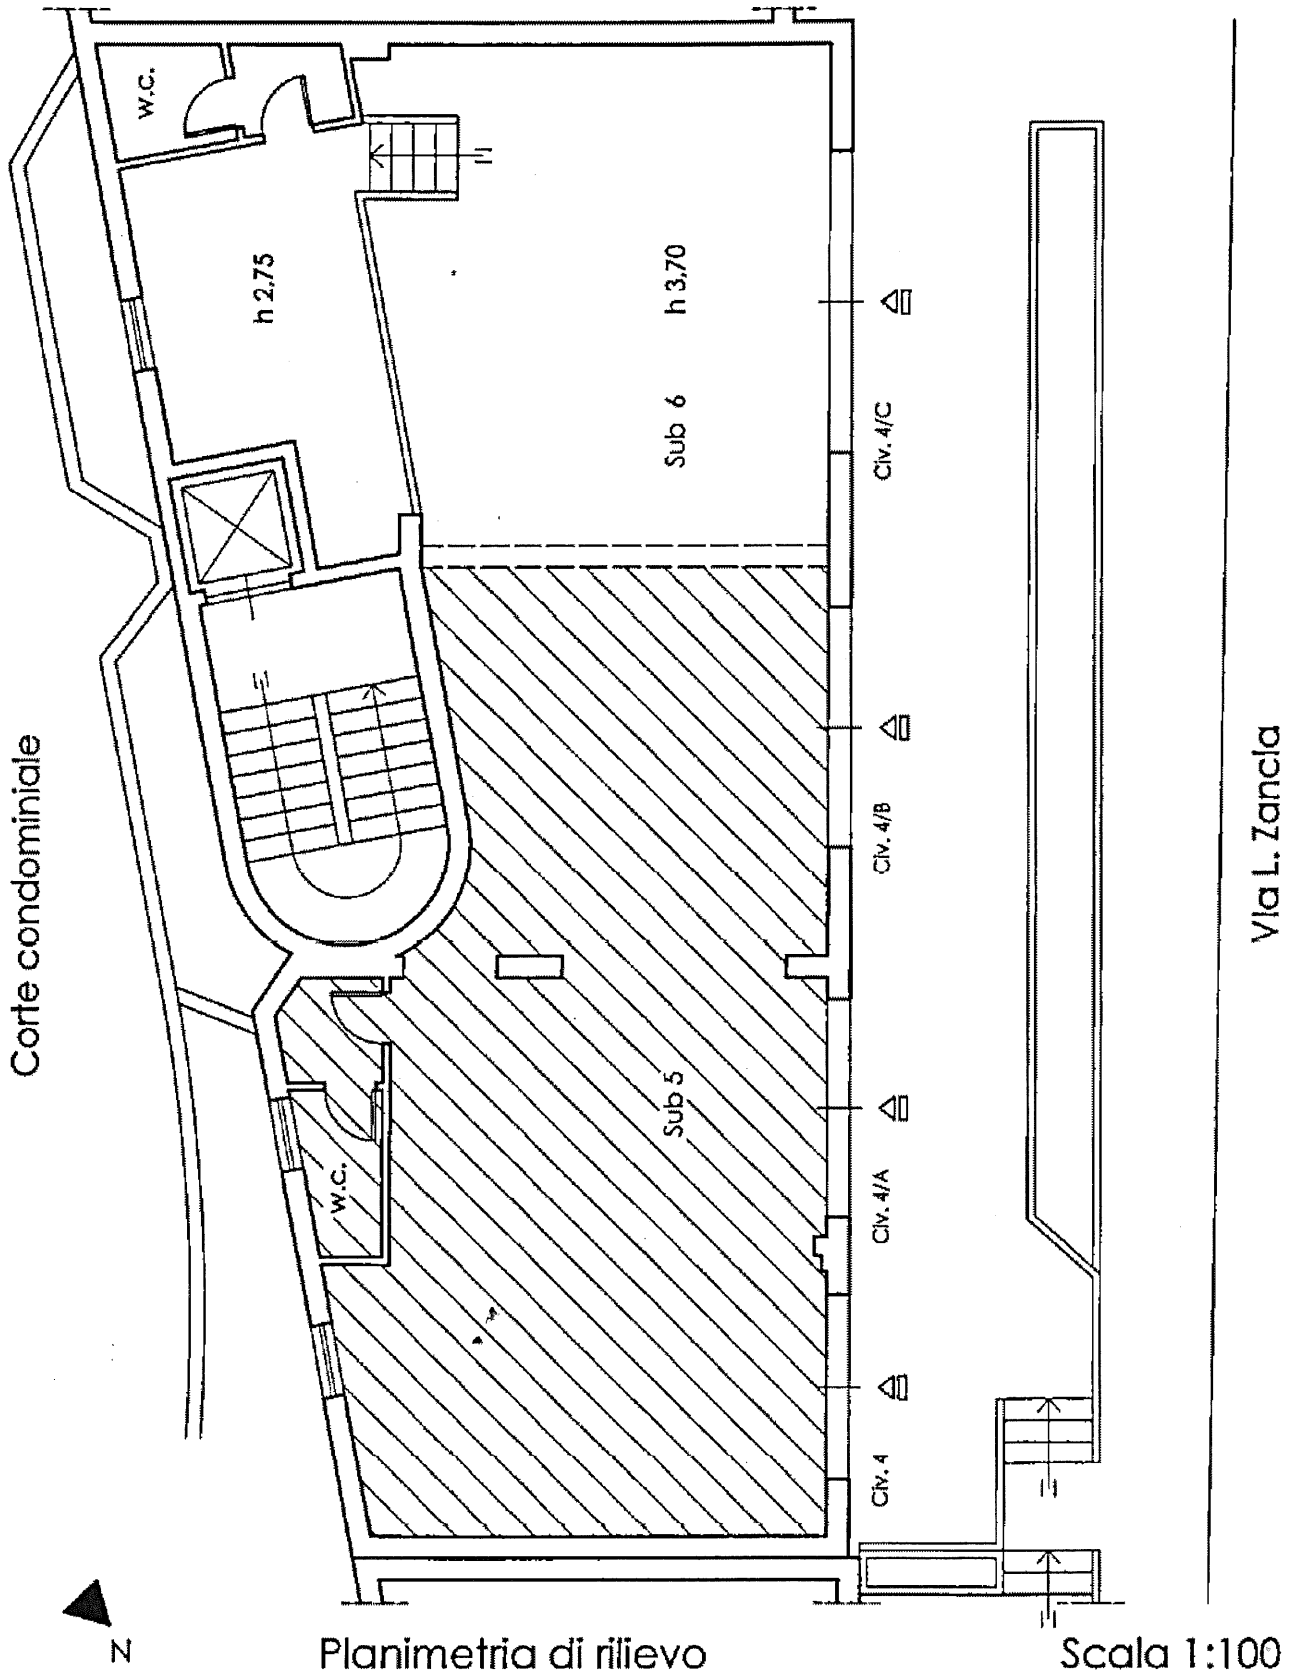 Corte condominiale
w.c.
h 2,75
h 3,70
Sub 6
Civ. 4/C
Civ. 4/B
Sub 5
w.c.
Civ. 4/A
Civ. 4
Via L. Zancla
N
Planimetria di rilievo
Scala 1:100